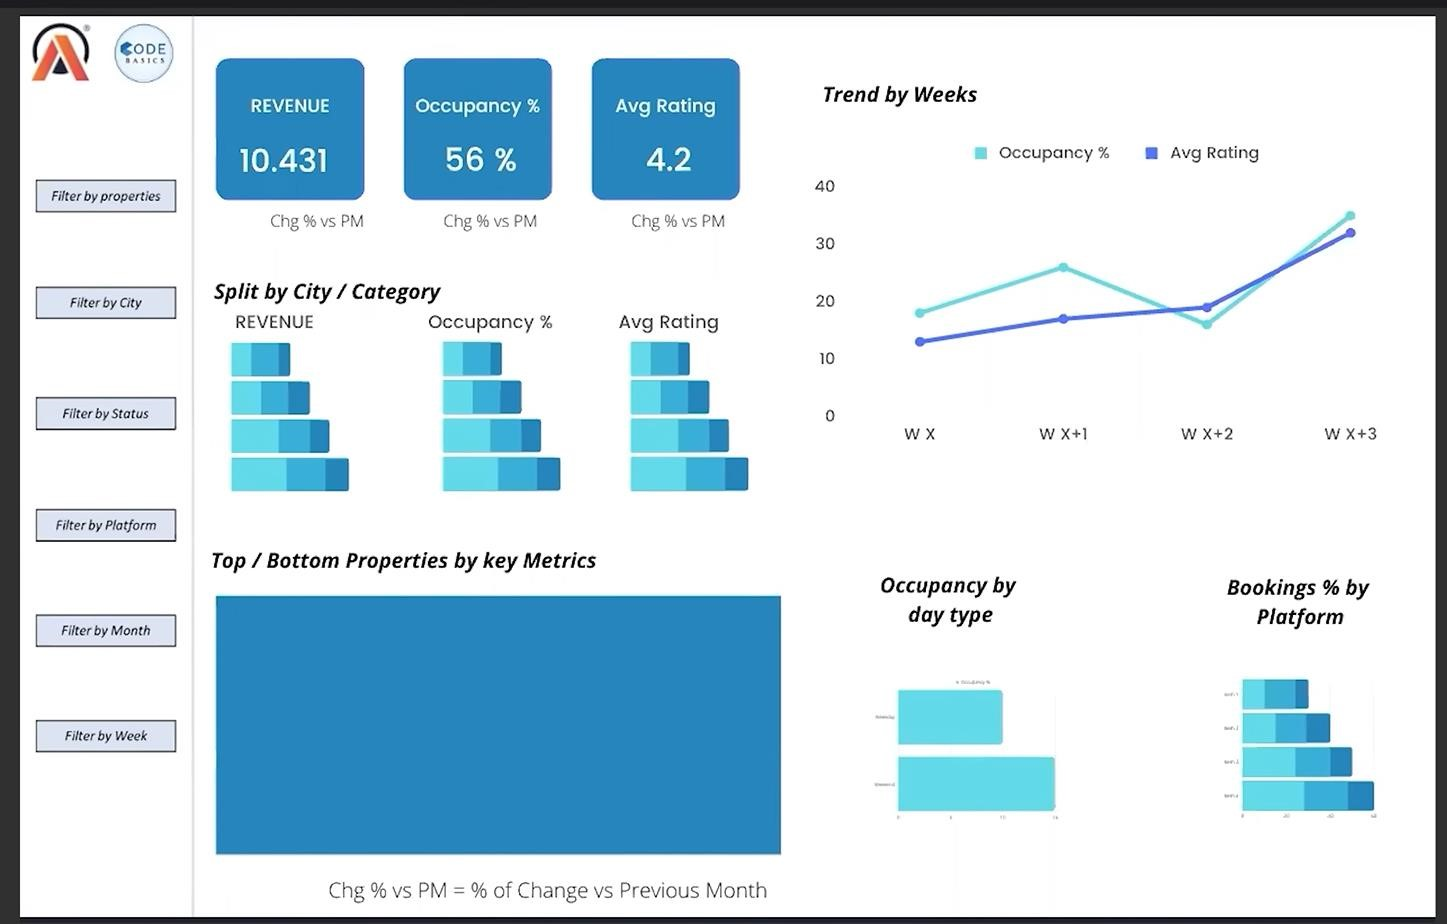 CODE
BASICS
Filter by properties
Filter by City
Filter by Status
Filter by Platform
Filter by Month
Filter by Week
REVENUE
10.431
Chg % vs PM
Occupancy %
56 %
Chg % vs PM
Avg Rating
4.2
Chg % vs PM
Split by City / Category
REVENUE
Occupancy %
Avg Rating
Trend by Weeks
Occupancy %
Avg Rating
40
30
20
10
0
W X
W X+1
W X+2
W X+3
Top / Bottom Properties by key Metrics
Chg % vs PM = % of Change vs Previous Month
Occupancy by
day type
Occupancy %
Bookings % by
Platform